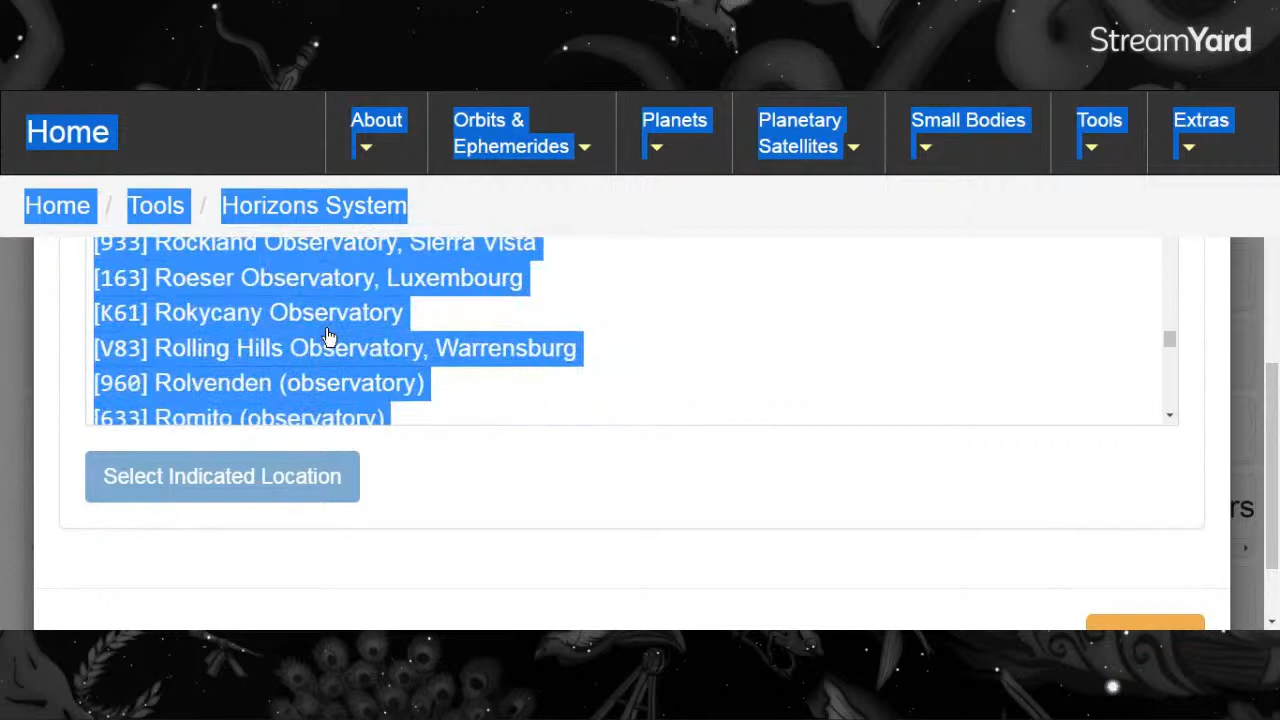 StreamYard
Home
About
Orbits &
Ephemerides
Planets
Planetary
Satellites
Small Bodies
Tools
Extras
Home / Tools / Horizons System
[933] Rockland Observatory, Sierra Vista
[163] Roeser Observatory, Luxembourg
[K61] Rokycany Observatory
[V83] Rolling Hills Observatory, Warrensburg
[960] Rolvenden (observatory)
[633] Romito (observatory)
Select Indicated Location
rs